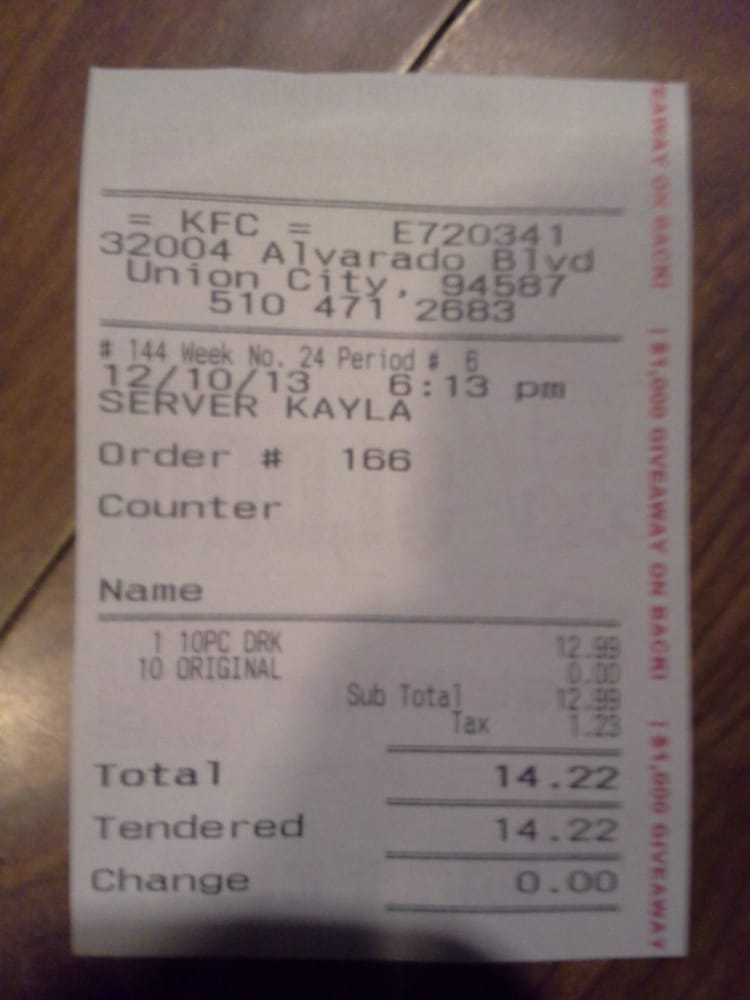 = KFC = E720341
32004 Alvarado Blvd
Union City, 94587
510 471 2683
# 144 Week No. 24 Period # 6
12/10/13 6:13 pm
SERVER KAYLA
Order # 166
Counter
Name
1 10PC DRK 12.99
10 ORIGINAL 0.00
Sub Total 12.99
Tax 1.23
Total 14.22
Tendered 14.22
Change 0.00
EAWAY ON BACK! | $1,000 GIVEAWAY ON BACK! | $1,000 GIVEAWAY